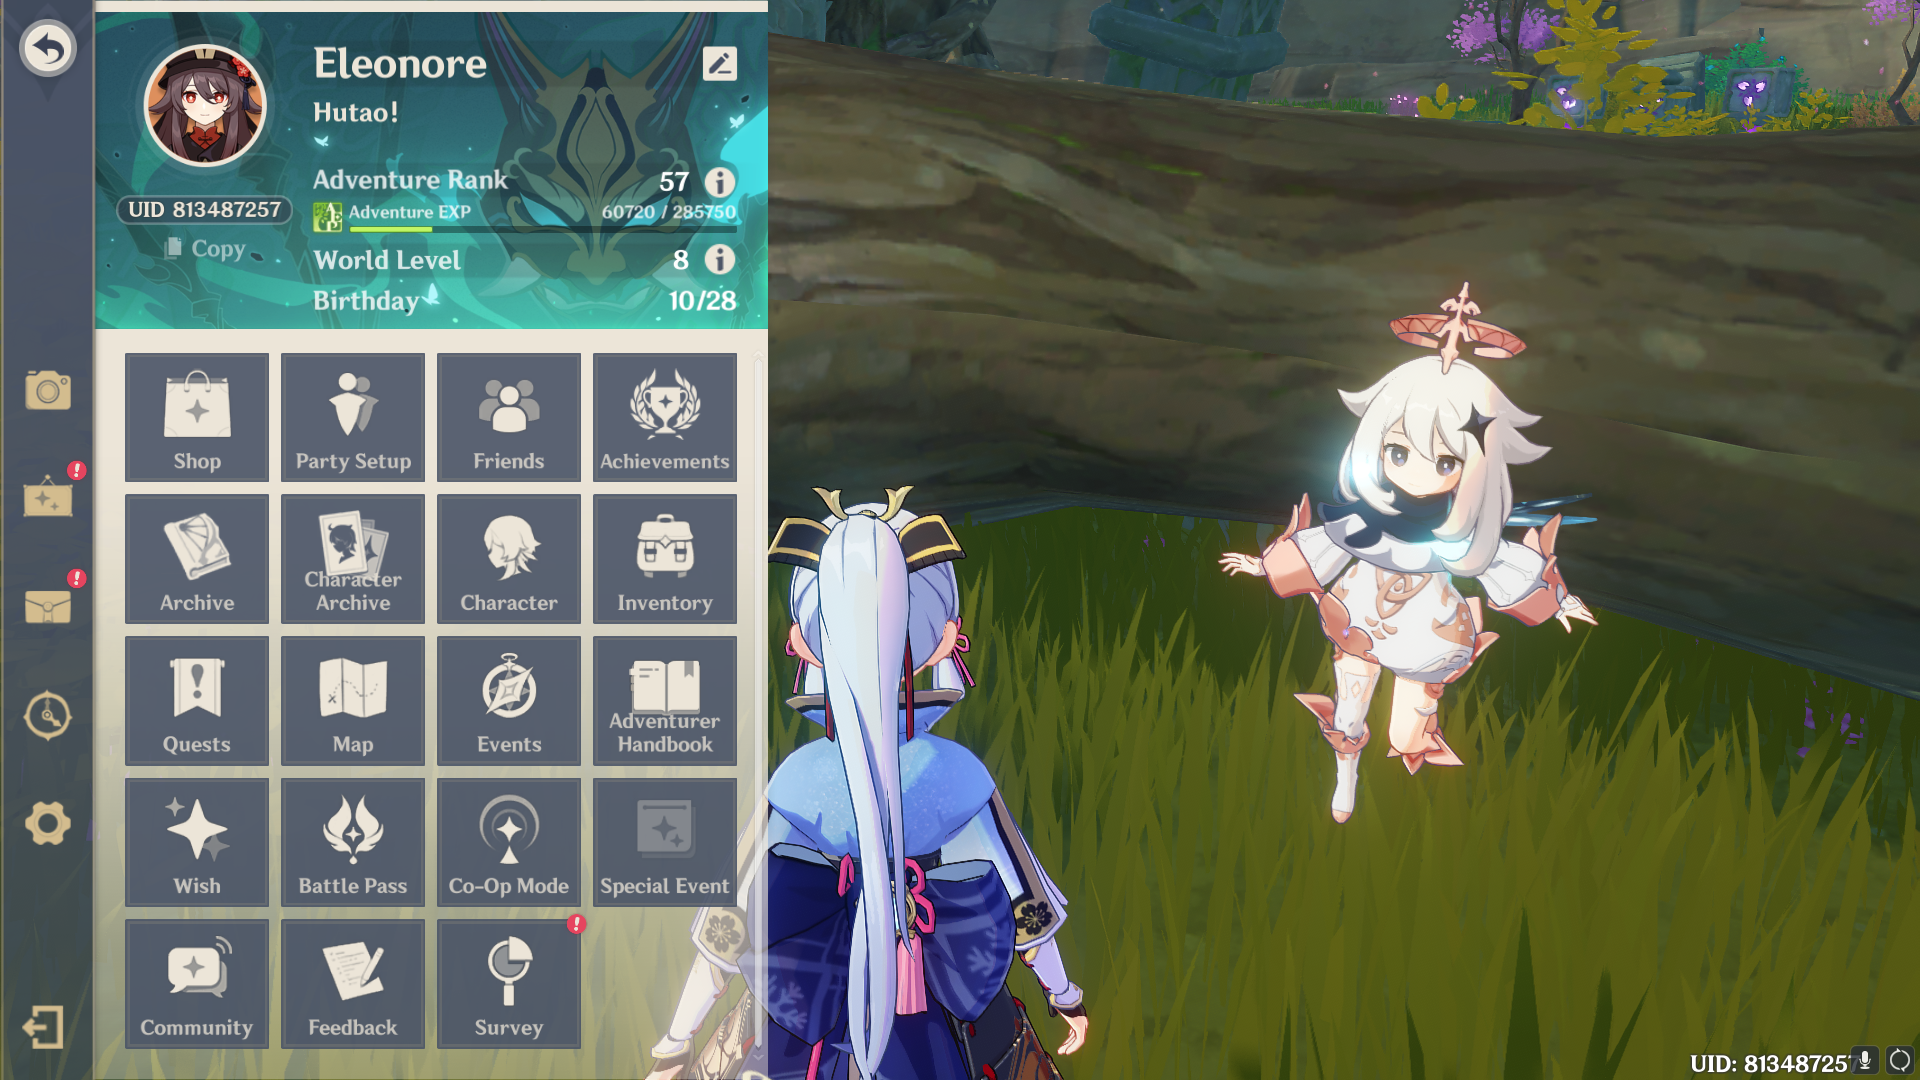 Eleonore
Hutao!
UID 813487257
Copy
Adventure Rank 57
Adventure EXP 60720 / 285750
World Level 8
Birthday 10/28
Shop
Party Setup
Friends
Achievements
Archive
Character
Archive
Character
Inventory
Quests
Map
Events
Adventurer
Handbook
Wish
Battle Pass
Co-Op Mode
Special Event
Community
Feedback
Survey
UID: 813487257